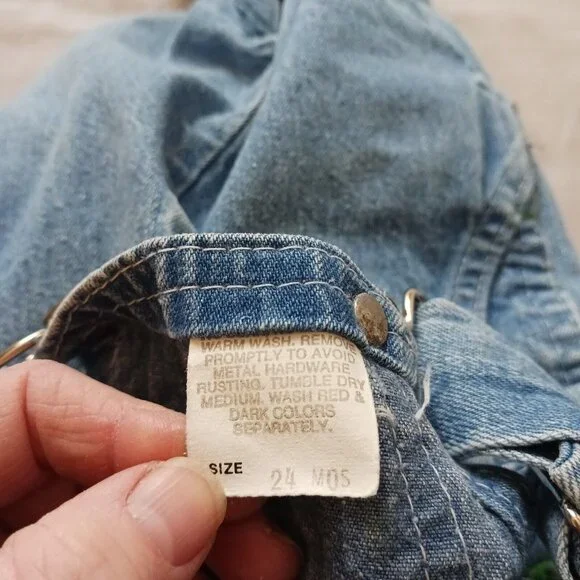 WARM WASH. REMOVE
PROMPTLY TO AVOID
METAL HARDWARE
RUSTING. TUMBLE DRY
MEDIUM. WASH RED &
DARK COLORS
SEPARATELY.
SIZE 24 MOS